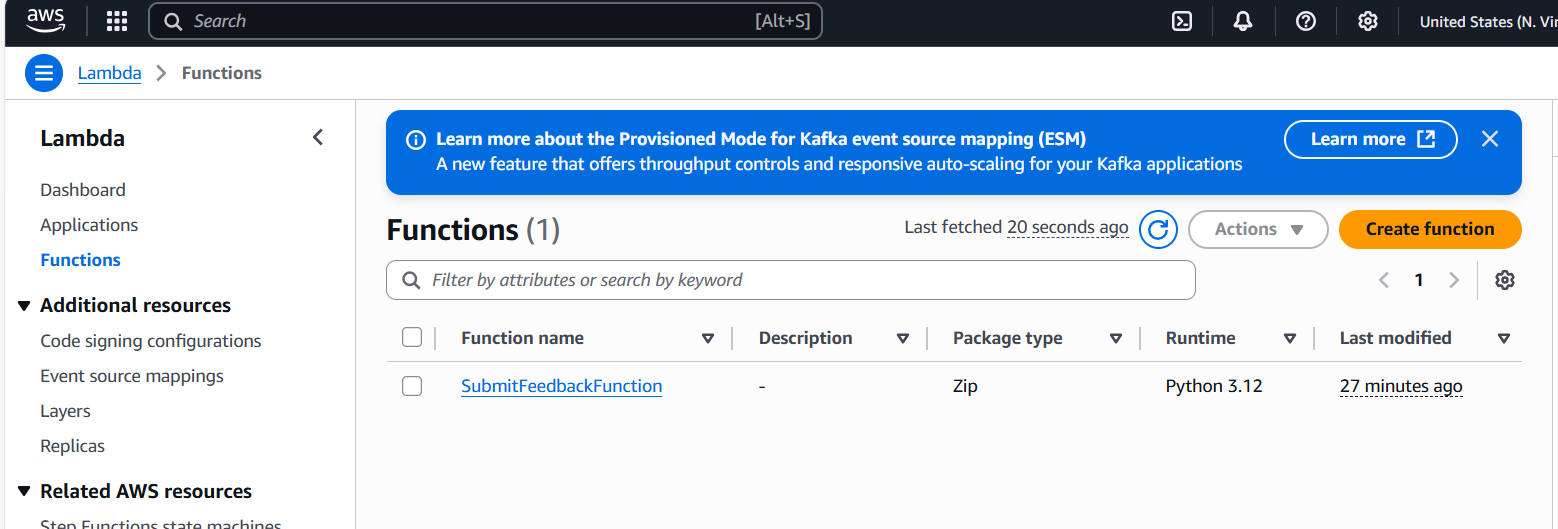 aws Search [Alt+S] United States (N. Vir
Lambda Functions
Lambda
Dashboard
Applications
Functions
Additional resources
Code signing configurations
Event source mappings
Layers
Replicas
Related AWS resources
Step Functions state machines
Learn more about the Provisioned Mode for Kafka event source mapping (ESM)
A new feature that offers throughput controls and responsive auto-scaling for your Kafka applications
Learn more
Functions (1) Last fetched 20 seconds ago Actions Create function
Filter by attributes or search by keyword 1
Function name Description Package type Runtime Last modified
SubmitFeedbackFunction - Zip Python 3.12 27 minutes ago